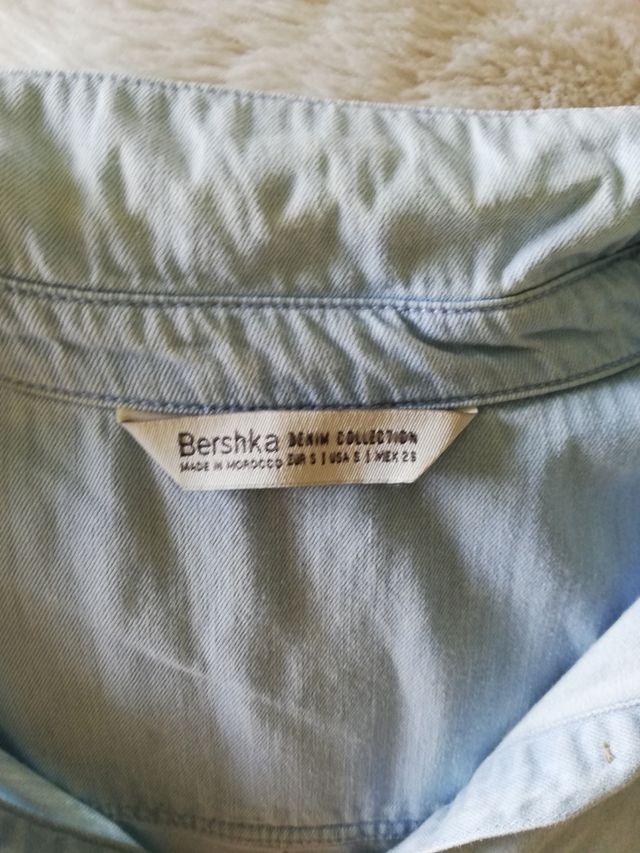 Bershka DENIM COLLECTION
MADE IN MOROCCO EUR S | USA S | MEX 26